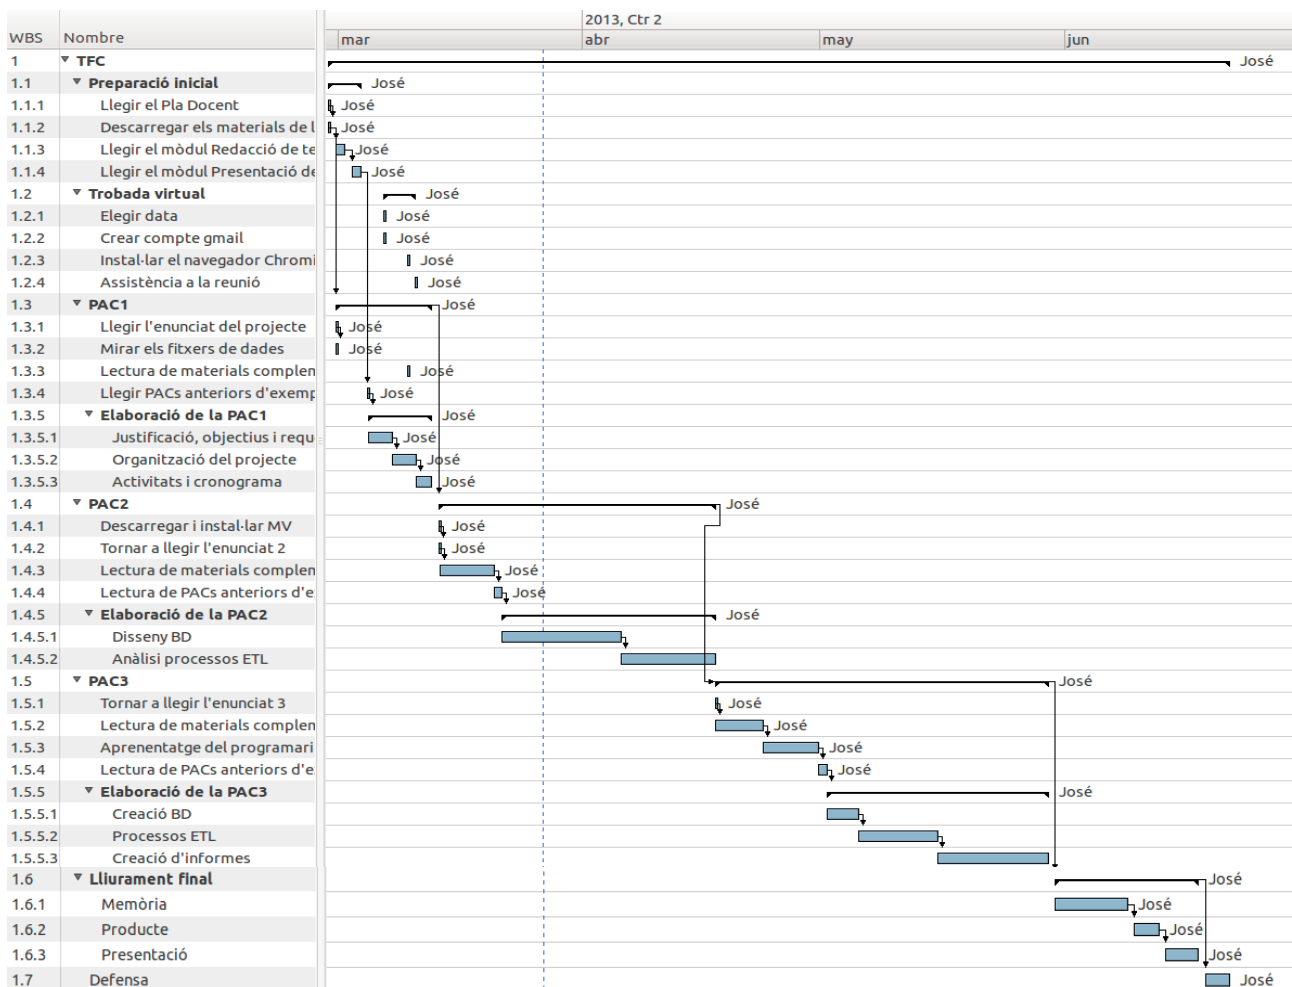 2013, Ctr 2
WBS Nombre mar abr may jun
1 TFC José
1.1 Preparació inicial José
1.1.1 Llegir el Pla Docent José
1.1.2 Descarregar els materials de l José
1.1.3 Llegir el mòdul Redacció de te José
1.1.4 Llegir el mòdul Presentació de José
1.2 Trobada virtual José
1.2.1 Elegir data José
1.2.2 Crear compte gmail José
1.2.3 Instal·lar el navegador Chromi José
1.2.4 Assistència a la reunió José
1.3 PAC1 José
1.3.1 Llegir l'enunciat del projecte José
1.3.2 Mirar els fitxers de dades José
1.3.3 Lectura de materials complen José
1.3.4 Llegir PACs anteriors d'exemp José
1.3.5 Elaboració de la PAC1 José
1.3.5.1 Justificació, objectius i requ José
1.3.5.2 Organització del projecte José
1.3.5.3 Activitats i cronograma José
1.4 PAC2 José
1.4.1 Descarregar i instal·lar MV José
1.4.2 Tornar a llegir l'enunciat 2 José
1.4.3 Lectura de materials complen José
1.4.4 Lectura de PACs anteriors d'e José
1.4.5 Elaboració de la PAC2 José
1.4.5.1 Disseny BD
1.4.5.2 Anàlisi processos ETL
1.5 PAC3 José
1.5.1 Tornar a llegir l'enunciat 3 José
1.5.2 Lectura de materials complen José
1.5.3 Aprenentatge del programari José
1.5.4 Lectura de PACs anteriors d'e José
1.5.5 Elaboració de la PAC3 José
1.5.5.1 Creació BD
1.5.5.2 Processos ETL
1.5.5.3 Creació d'informes
1.6 Lliurament final José
1.6.1 Memòria José
1.6.2 Producte José
1.6.3 Presentació José
1.7 Defensa José